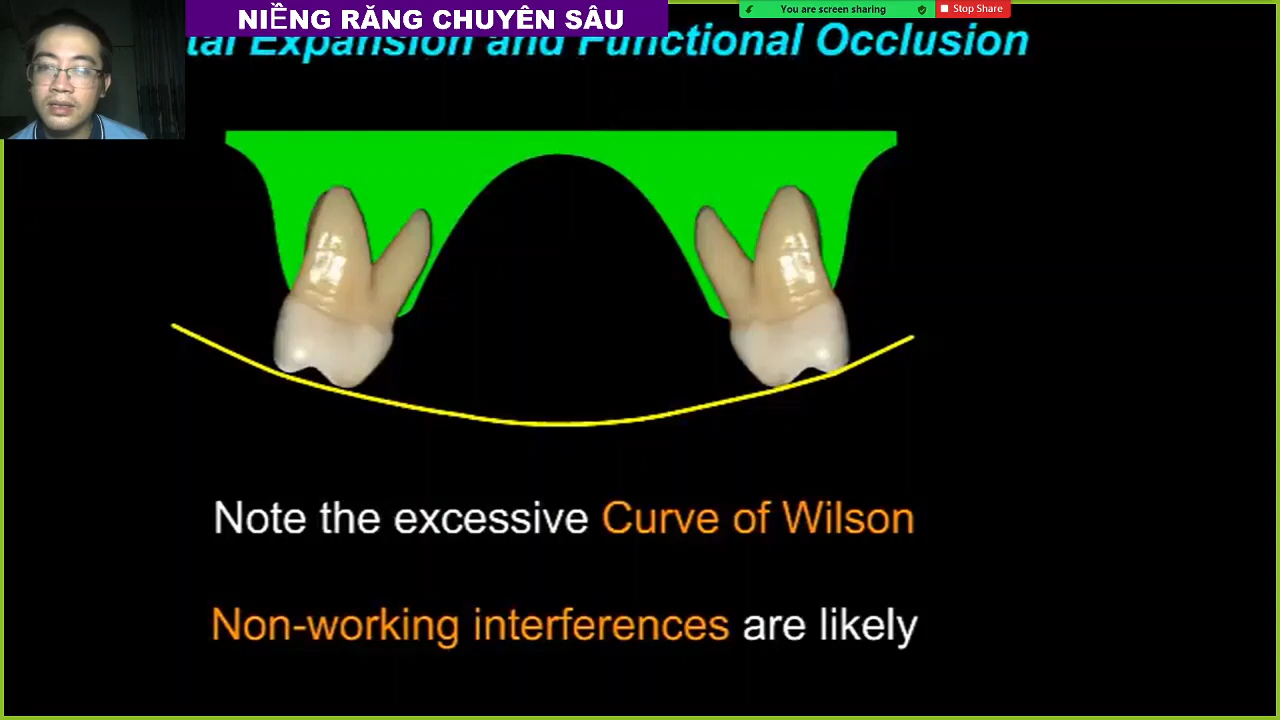 NIỀNG RĂNG CHUYÊN SÂU
You are screen sharing
Stop Share
Expansion and Functional Occlusion
Note the excessive Curve of Wilson
Non-working interferences are likely